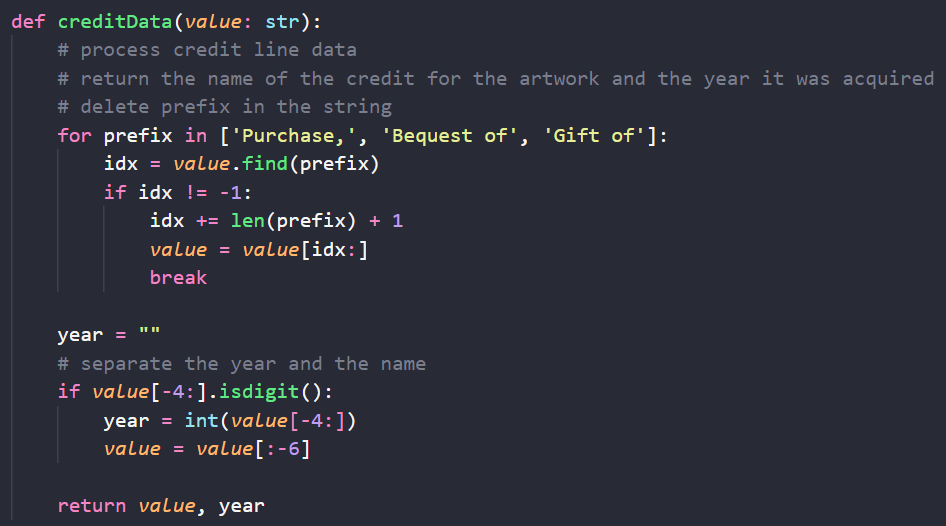 def creditData(value: str):
    # process credit line data
    # return the name of the credit for the artwork and the year it was acquired
    # delete prefix in the string
    for prefix in ['Purchase,', 'Bequest of', 'Gift of']:
        idx = value.find(prefix)
        if idx != -1:
            idx += len(prefix) + 1
            value = value[idx:]
            break

    year = ""
    # separate the year and the name
    if value[-4:].isdigit():
        year = int(value[-4:])
        value = value[:-6]

    return value, year